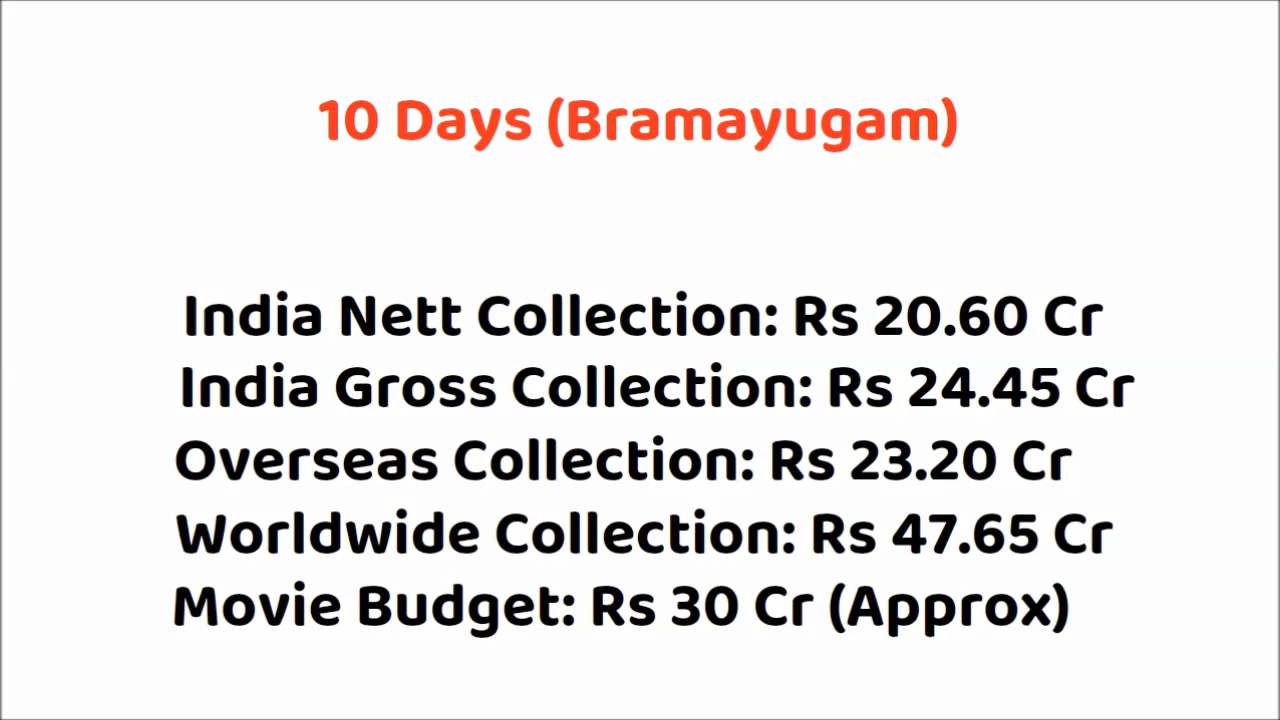 10 Days (Bramayugam)
India Nett Collection: Rs 20.60 Cr
India Gross Collection: Rs 24.45 Cr
Overseas Collection: Rs 23.20 Cr
Worldwide Collection: Rs 47.65 Cr
Movie Budget: Rs 30 Cr (Approx)